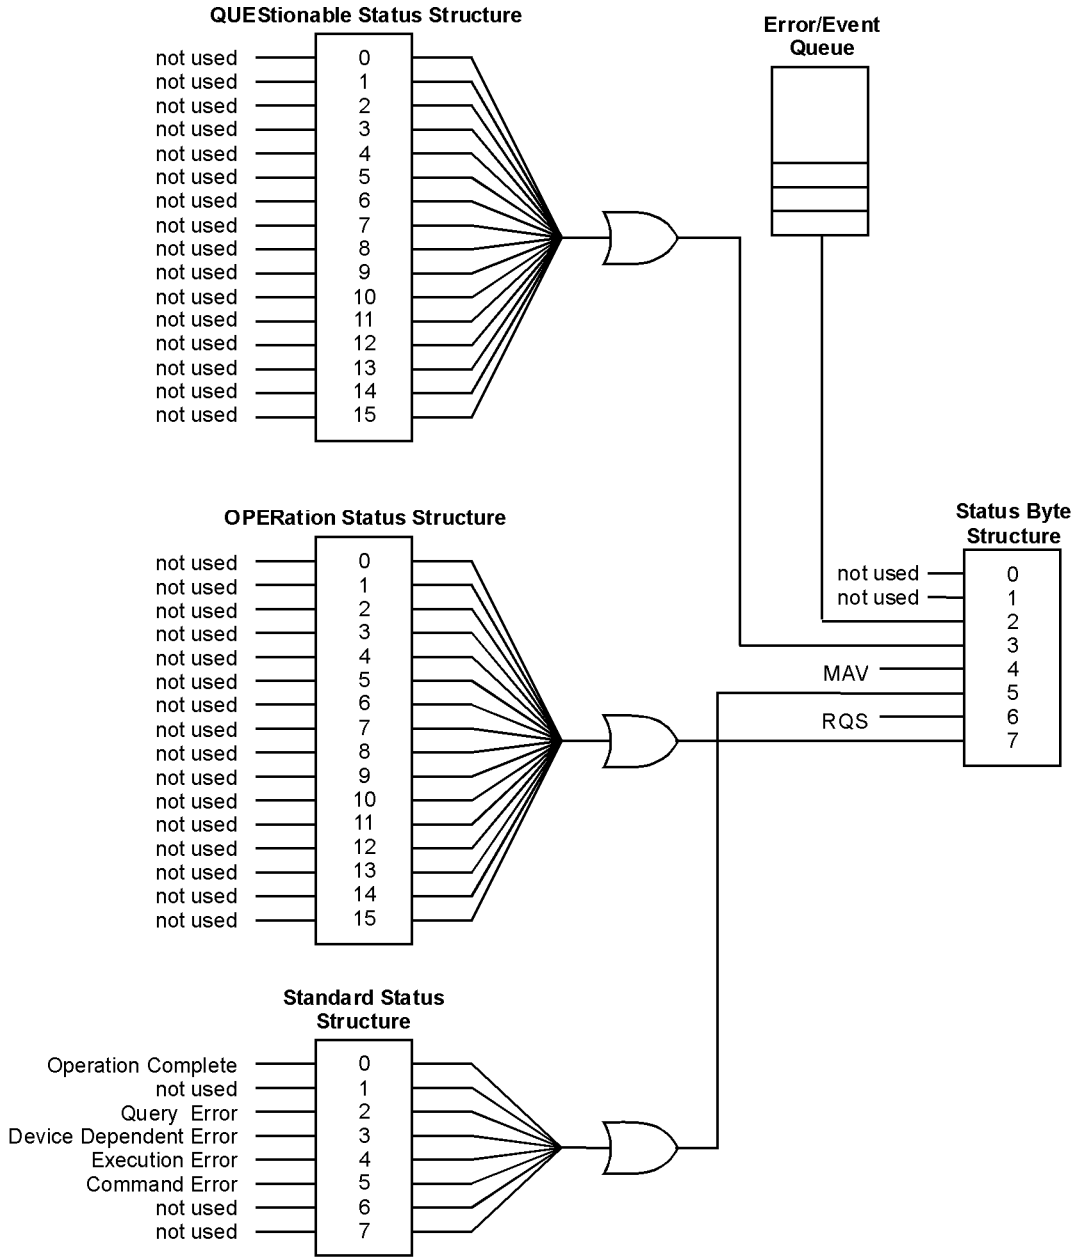 QUEStionable Status Structure
not used 0
not used 1
not used 2
not used 3
not used 4
not used 5
not used 6
not used 7
not used 8
not used 9
not used 10
not used 11
not used 12
not used 13
not used 14
not used 15
Error/Event
Queue
OPERation Status Structure
not used 0
not used 1
not used 2
not used 3
not used 4
not used 5
not used 6
not used 7
not used 8
not used 9
not used 10
not used 11
not used 12
not used 13
not used 14
not used 15
Status Byte
Structure
not used 0
not used 1
2
3
MAV 4
5
RQS 6
7
Standard Status
Structure
Operation Complete 0
not used 1
Query Error 2
Device Dependent Error 3
Execution Error 4
Command Error 5
not used 6
not used 7